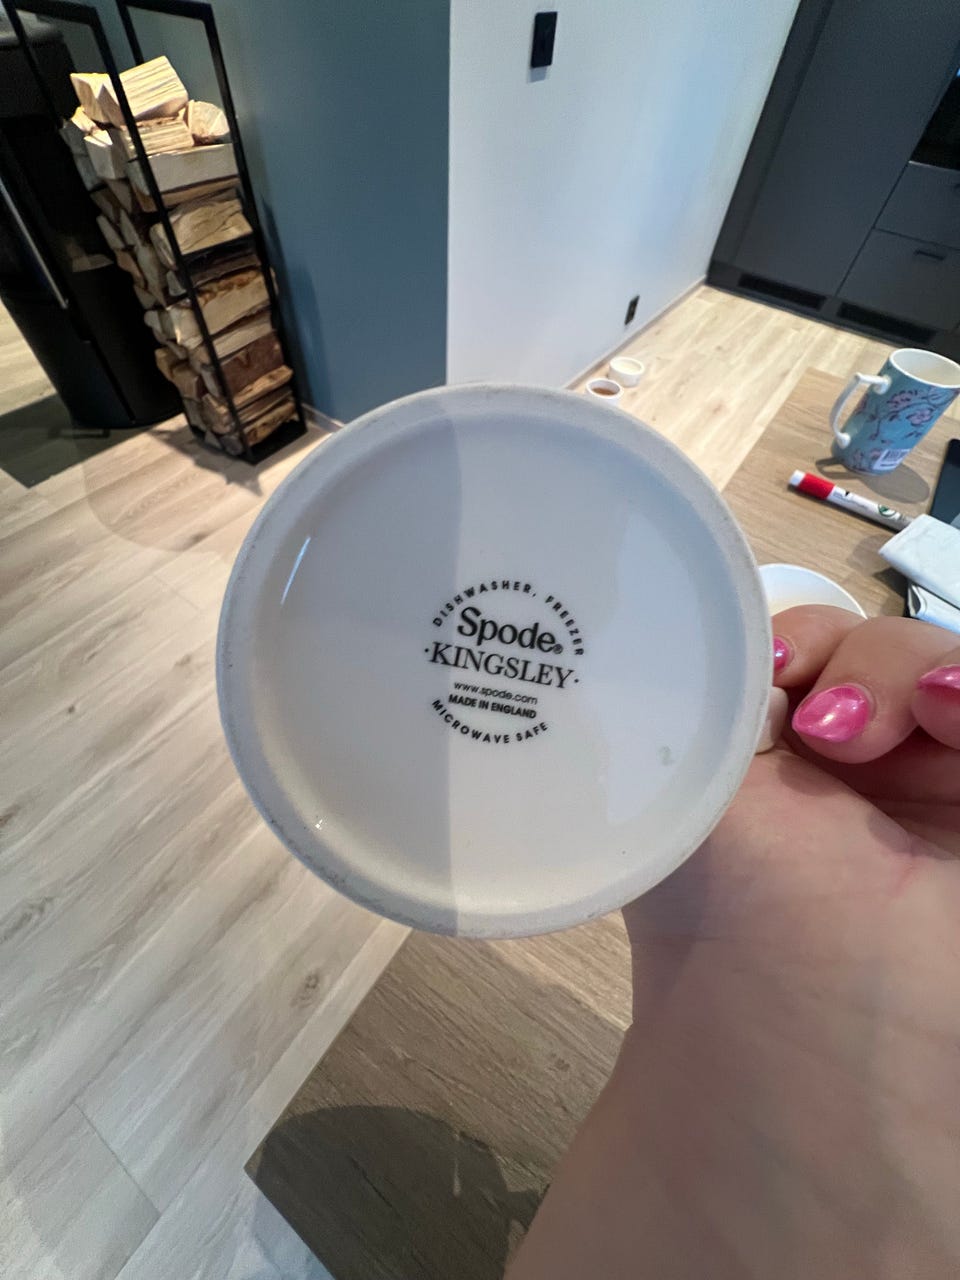 DISHWASHER, FREEZER
Spode®
·KINGSLEY·
www.spode.com
MADE IN ENGLAND
MICROWAVE SAFE